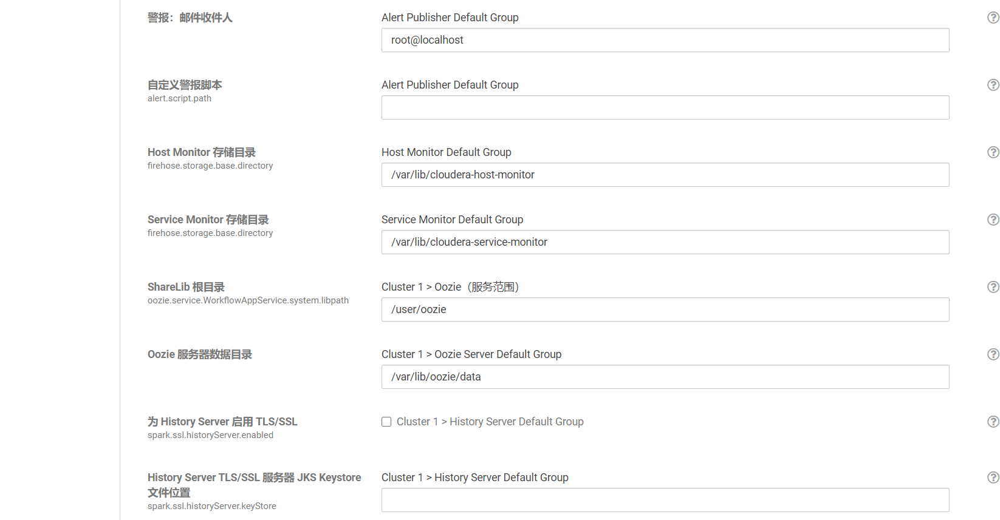 警报：邮件收件人
Alert Publisher Default Group
root@localhost
自定义警报脚本
alert.script.path
Alert Publisher Default Group
Host Monitor 存储目录
firehose.storage.base.directory
Host Monitor Default Group
/var/lib/cloudera-host-monitor
Service Monitor 存储目录
firehose.storage.base.directory
Service Monitor Default Group
/var/lib/cloudera-service-monitor
ShareLib 根目录
oozie.service.WorkflowAppService.system.libpath
Cluster 1 > Oozie（服务范围）
/user/oozie
Oozie 服务器数据目录
Cluster 1 > Oozie Server Default Group
/var/lib/oozie/data
为 History Server 启用 TLS/SSL
spark.ssl.historyServer.enabled
Cluster 1 > History Server Default Group
History Server TLS/SSL 服务器 JKS Keystore
文件位置
spark.ssl.historyServer.keyStore
Cluster 1 > History Server Default Group